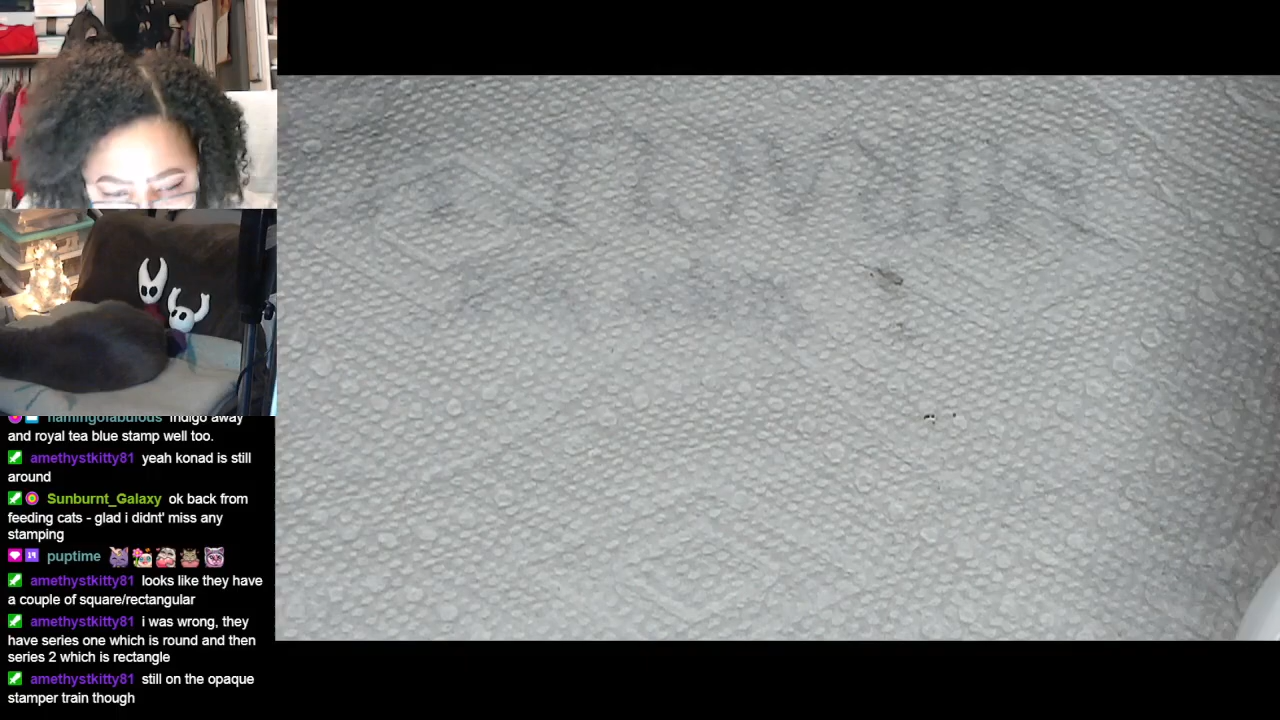 flamingofabulous indigo away
and royal tea blue stamp well too.
amethystkitty81 yeah konad is still
around
Sunburnt_Galaxy ok back from
feeding cats - glad i didnt' miss any
stamping
19 puptime
amethystkitty81 looks like they have
a couple of square/rectangular
amethystkitty81 i was wrong, they
have series one which is round and then
series 2 which is rectangle
amethystkitty81 still on the opaque
stamper train though